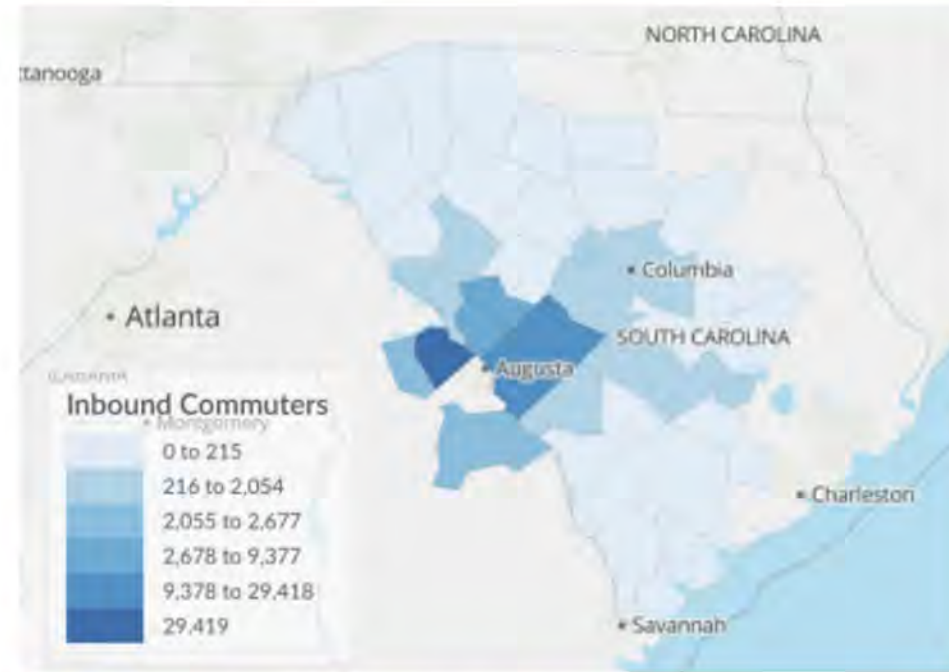 NORTH CAROLINA
ttanooga
Columbia
Atlanta
SOUTH CAROLINA
Augusta
Inbound Commuters
Montgomery
0 to 215
216 to 2,054
2,055 to 2,677
2,678 to 9,377
9,378 to 29,418
29,419
Charleston
Savannah